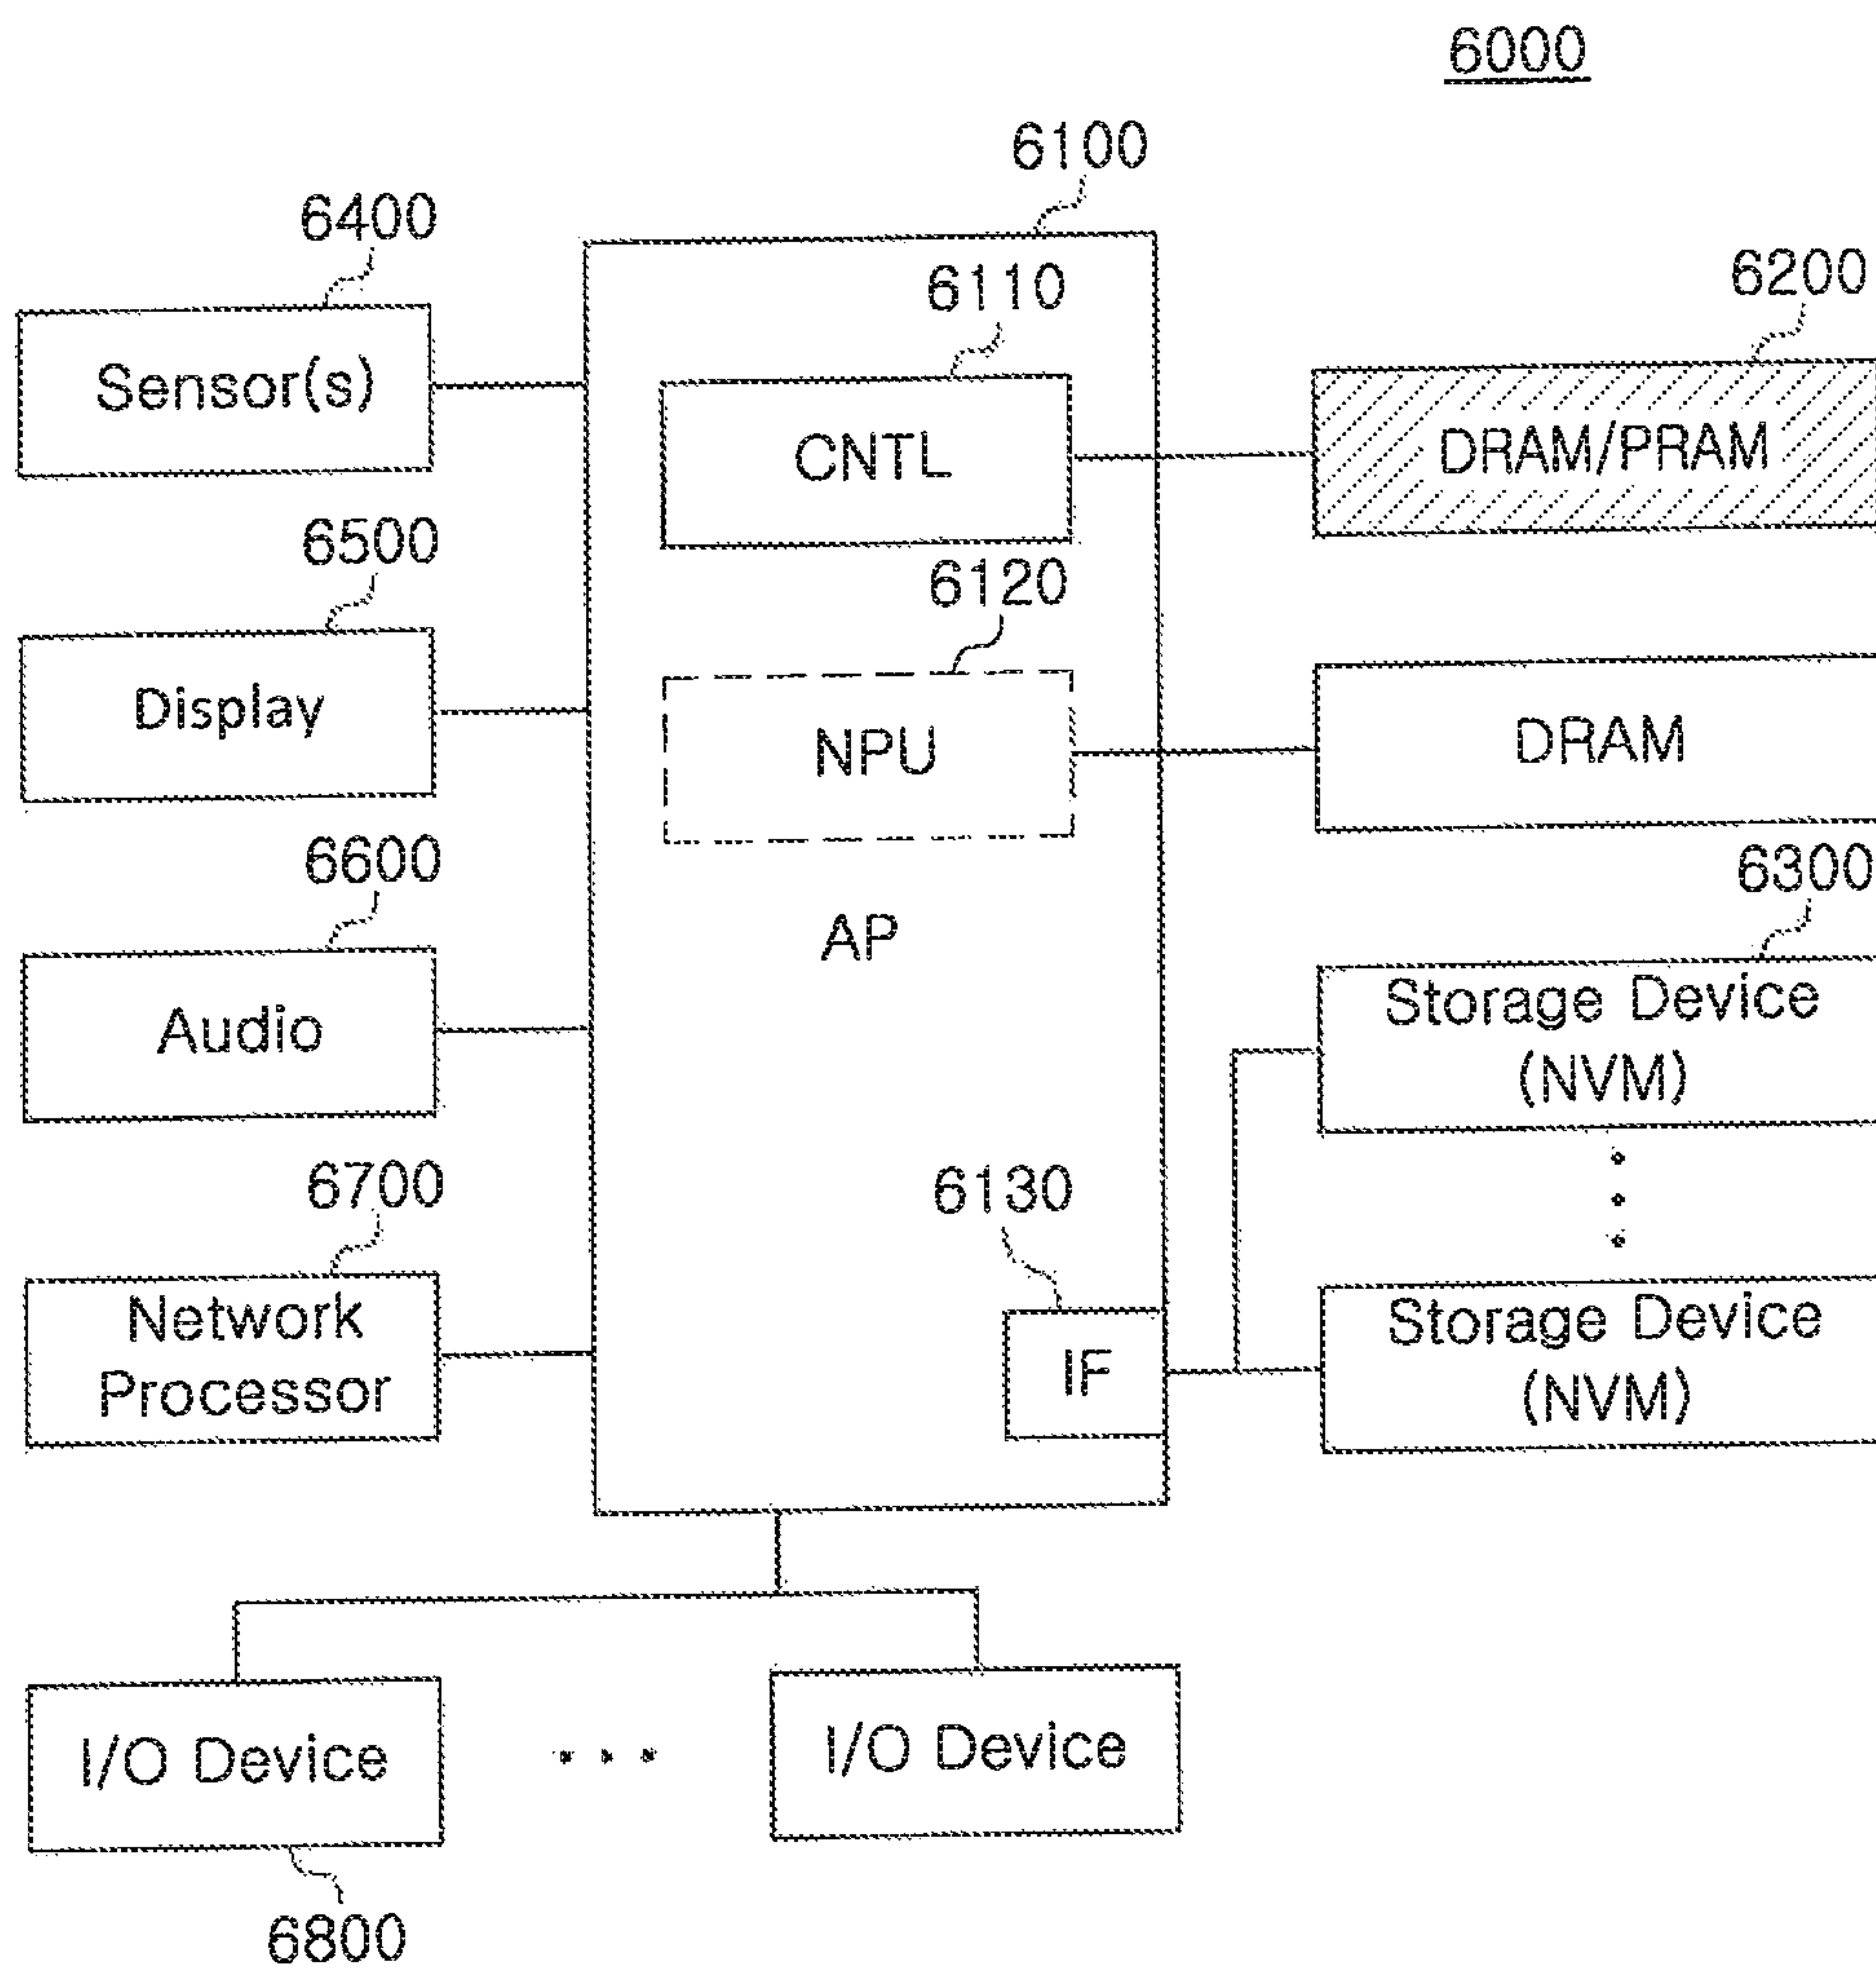 6000
6100
6400
6110
6200
Sensor(s)
CNTL
DRAM/PRAM
6500
6120
Display
NPU
DRAM
6600
6300
AP
Audio
Storage Device
(NVM)
6700
6130
Network
Processor
IF
Storage Device
(NVM)
I/O Device
I/O Device
6800